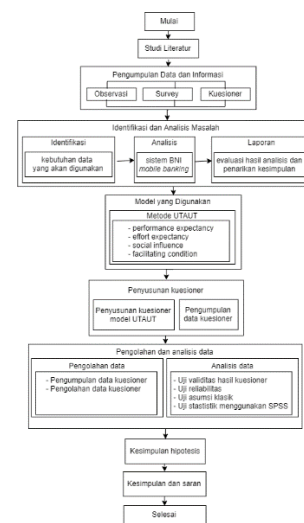 Mulai
Studi Literatur
Pengumpulan Data dan Informasi
Observasi
Survey
Kuesioner
Identifikasi dan Analisis Masalah
Identifikasi
kebutuhan data
yang akan digunakan
Analisis
sistem BNI
mobile banking
Laporan
evaluasi hasil analisis dan
penarikan kesimpulan
Model yang Digunakan
Metode UTAUT
- performance expectancy
- effort expectancy
- social influence
- facilitating condition
Penyusunan kuesioner
Penyusunan kuesioner
model UTAUT
Pengumpulan
data kuesioner
Pengolahan dan analisis data
Pengolahan data
- Pengumpulan data kuesioner
- Pengolahan data kuesioner
Analisis data
- Uji validitas hasil kuesioner
- Uji reliabilitas
- Uji asumsi klasik
- Uji stastistik menggunakan SPSS
Kesimpulan hipotesis
Kesimpulan dan saran
Selesai